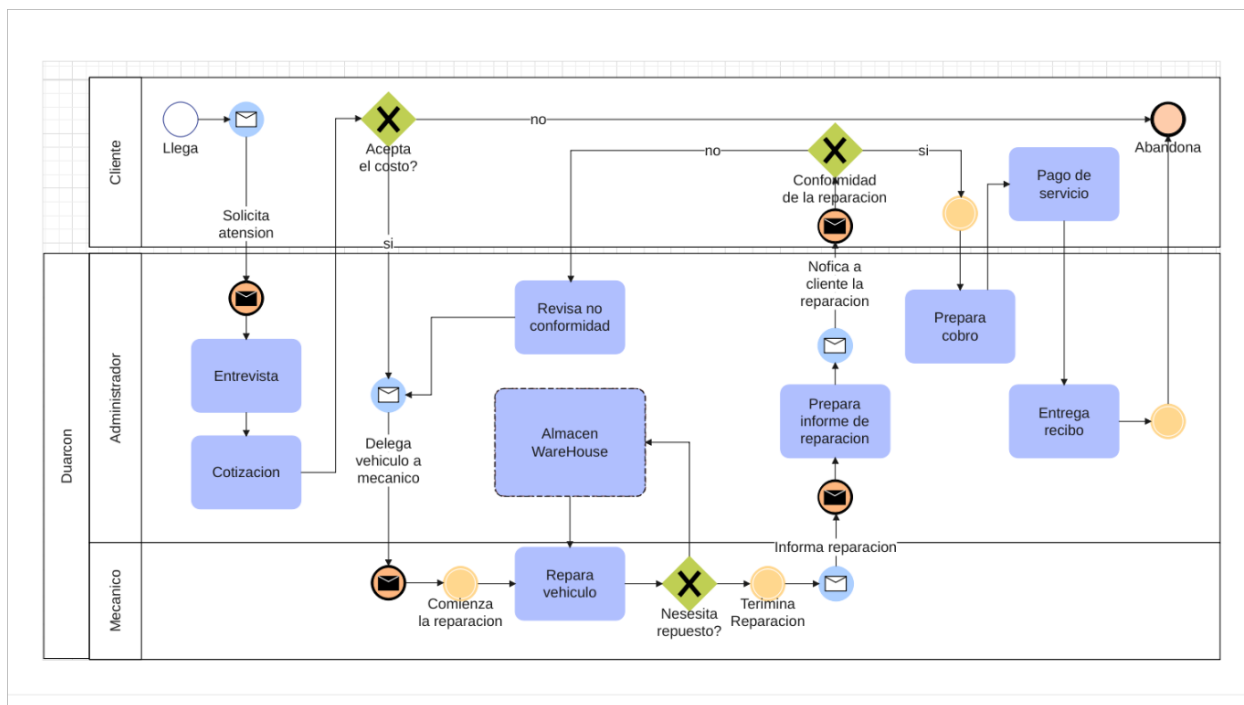 Cliente
Llega
Solicita
atension
Acepta
el costo?
no
si
no
Conformidad
de la reparacion
si
Pago de
servicio
Abandona
Duarcon
Administrador
Entrevista
Cotizacion
Revisa no
conformidad
Delega
vehiculo a
mecanico
Almacen
WareHouse
Nofica a
cliente la
reparacion
Prepara
informe de
reparacion
Prepara
cobro
Entrega
recibo
Informa reparacion
Mecanico
Comienza
la reparacion
Repara
vehiculo
Nesesita
repuesto?
Terimina
Reparacion